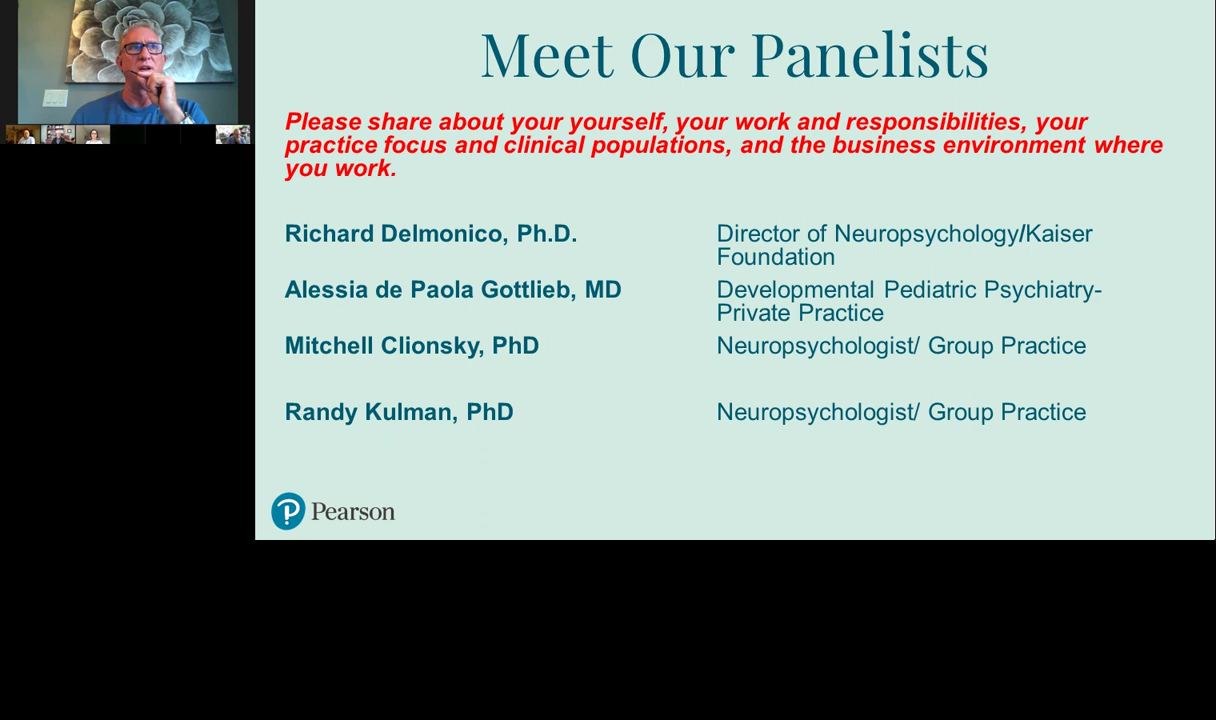 Meet Our Panelists
Please share about your yourself, your work and responsibilities, your
practice focus and clinical populations, and the business environment where
you work.
Richard Delmonico, Ph.D.
Director of Neuropsychology/Kaiser
Foundation
Alessia de Paola Gottlieb, MD
Developmental Pediatric Psychiatry-
Private Practice
Mitchell Clionsky, PhD
Neuropsychologist/ Group Practice
Randy Kulman, PhD
Neuropsychologist/ Group Practice
Pearson